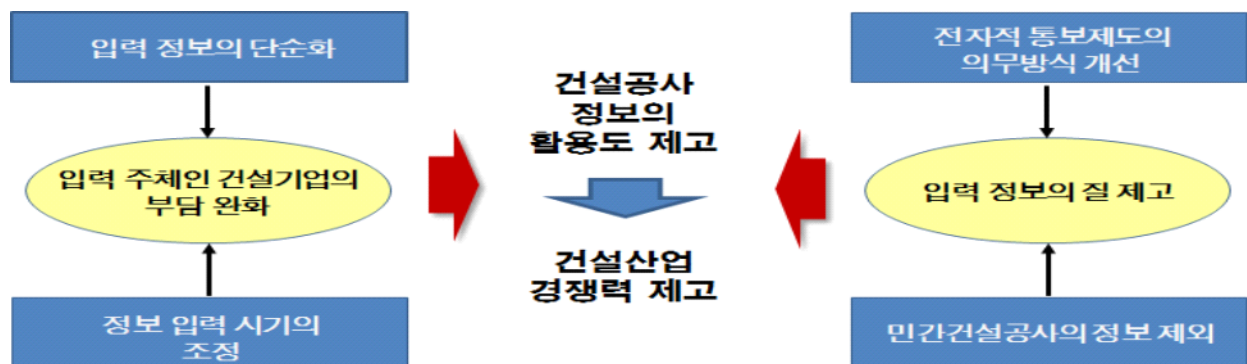 입력 정보의 단순화
입력 주체인 건설기업의
부담 완화
정보 입력 시기의
조정
건설공사
정보의
활용도 제고
건설산업
경쟁력 제고
전자적 통보제도의
의무방식 개선
입력 정보의 질 제고
민간건설공사의 정보 제외